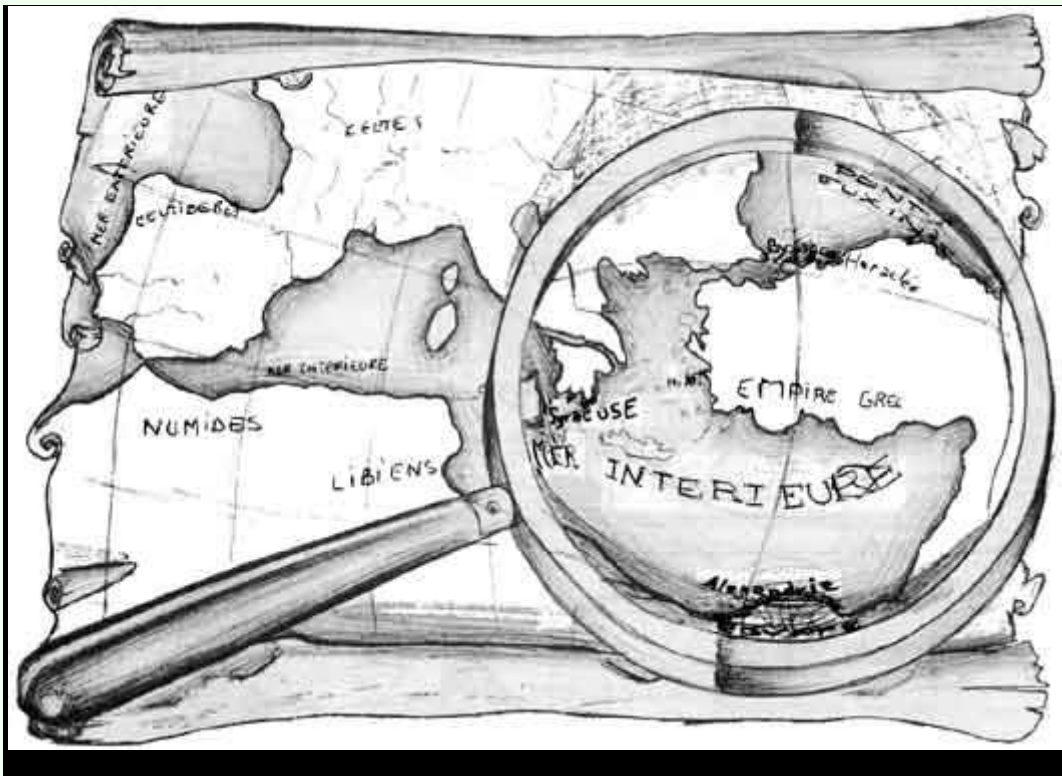 MER EXTERIEURE
CELTES
CELTIBERES
PONT
EUXIN
Byzance
Heraclée
MER INTERIEURE
EMPIRE GREC
NUMIDES
Syracuse
LIBIENS
MER
INTERIEURE
Alexandrie